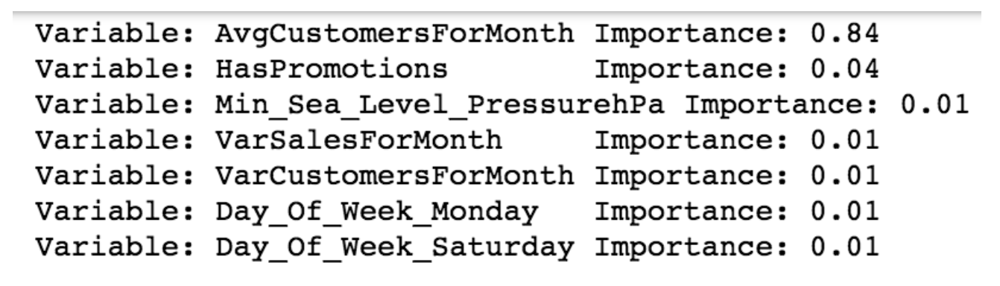 Variable: AvgCustomersForMonth Importance: 0.84
Variable: HasPromotions        Importance: 0.04
Variable: Min_Sea_Level_PressurehPa Importance: 0.01
Variable: VarSalesForMonth     Importance: 0.01
Variable: VarCustomersForMonth Importance: 0.01
Variable: Day_Of_Week_Monday   Importance: 0.01
Variable: Day_Of_Week_Saturday Importance: 0.01